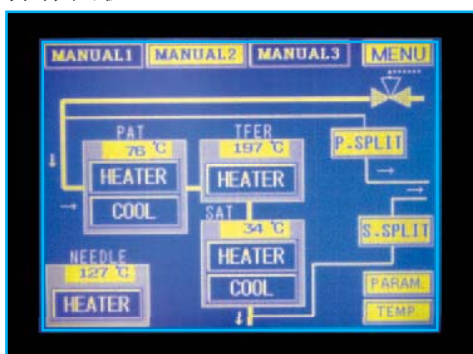 MANUAL1 MANUAL2 MANUAL3 MENU
PAT
76 ℃
HEATER
COOL
TFER
197 ℃
HEATER
P.SPLIT
SAT
34 ℃
HEATER
COOL
S.SPLIT
NEEDLE
127 ℃
HEATER
PARAM.
TEMP.